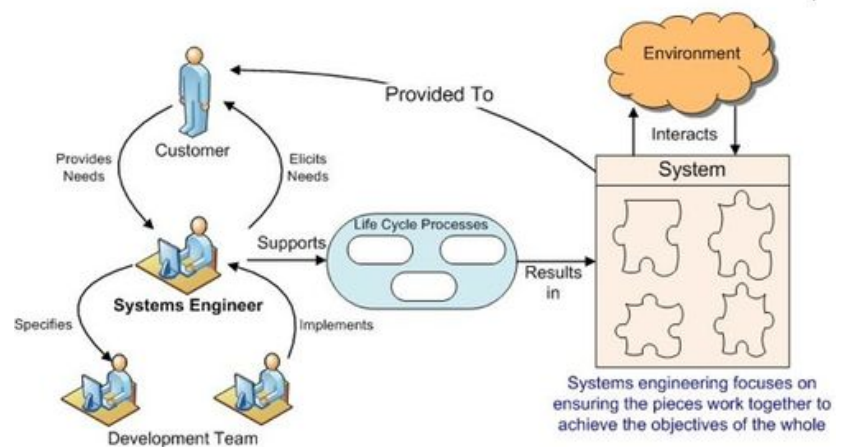 Environment
Provided To
Interacts
Customer
Provides
Needs
Elicits
Needs
System
Life Cycle Processes
Supports
Results
in
Systems Engineer
Specifies
Implements
Development Team
Systems engineering focuses on
ensuring the pieces work together to
achieve the objectives of the whole